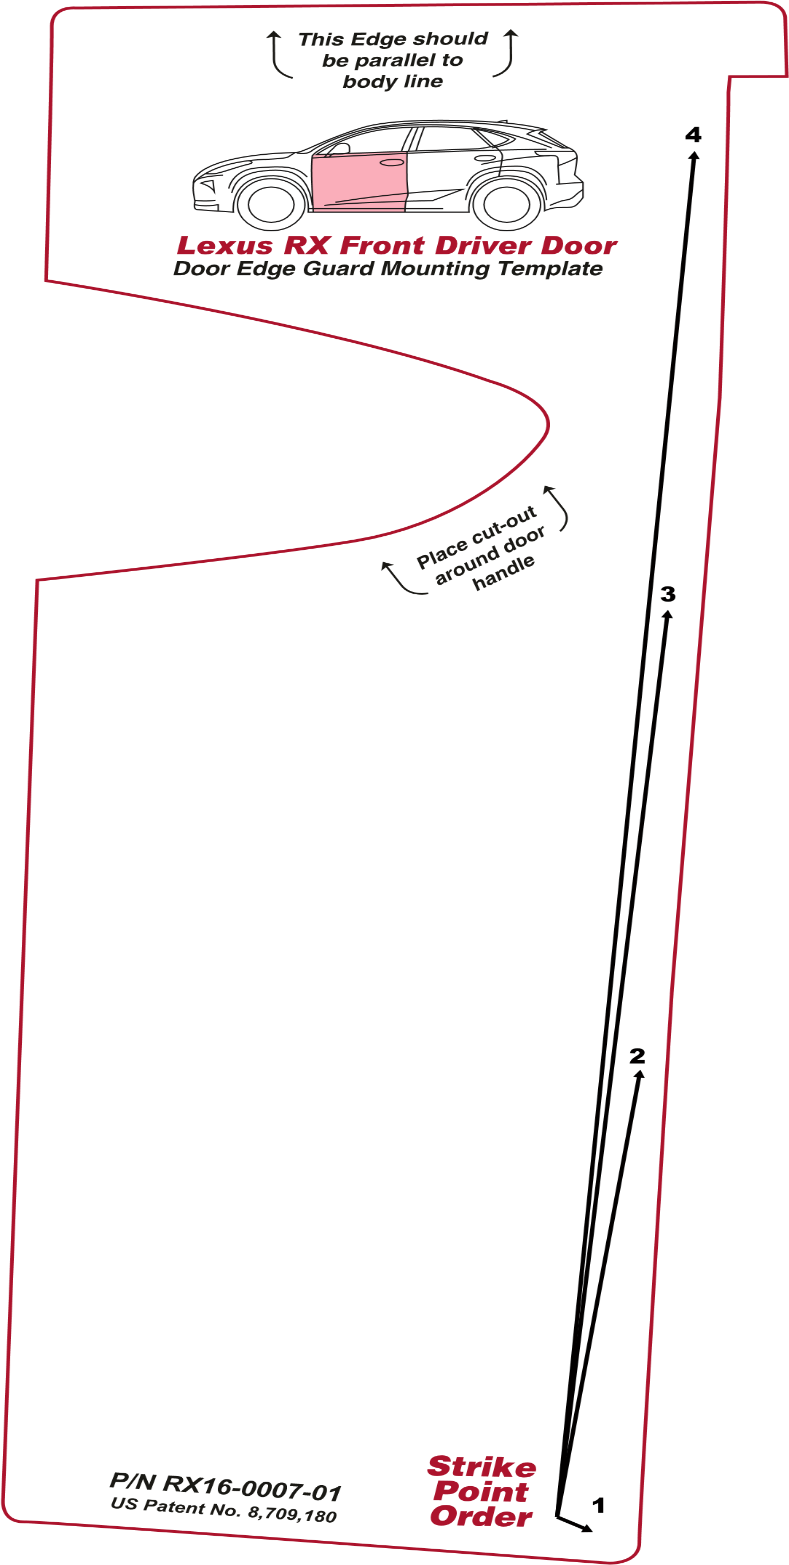 This Edge should
be parallel to
body line
4
Lexus RX Front Driver Door
Door Edge Guard Mounting Template
Place cut-out
around door
handle
3
2
Strike
Point
Order
P/N RX16-0007-01
US Patent No. 8,709,180
1